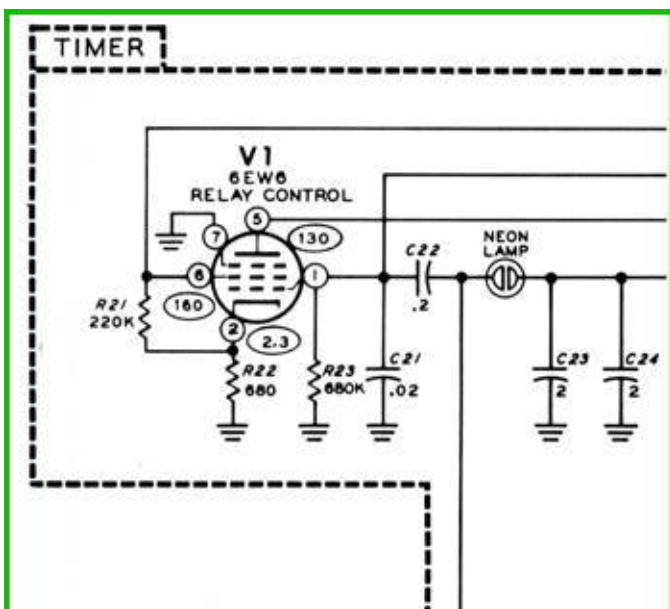 TIMER
V1
6EW6
RELAY CONTROL
5
7
130
C22
NEON
LAMP
6
1
160
.2
R21
220K
2
2.3
R22
680
R23
680K
C21
.02
C23
2
C24
2